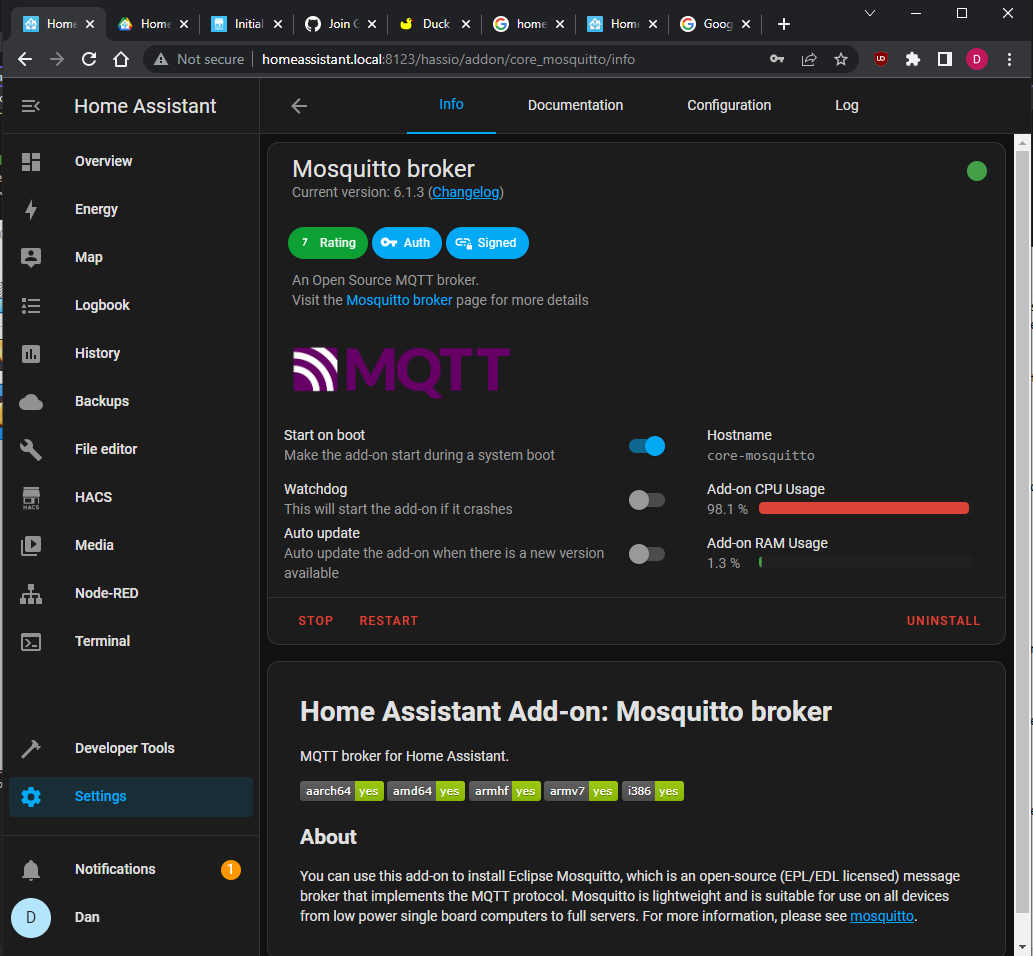 Home
Home
Initial
Join G
Duck
home
Home
Goog
Not secure
homeassistant.local:8123/hassio/addon/core_mosquitto/info
UD
D
Home Assistant
Info
Documentation
Configuration
Log
Overview
Energy
Map
Logbook
History
Backups
File editor
HACS
HACS
Media
Node-RED
Terminal
Developer Tools
Settings
Notifications
1
D
Dan
Mosquitto broker
Current version: 6.1.3 (Changelog)
7 Rating
Auth
Signed
An Open Source MQTT broker.
Visit the Mosquitto broker page for more details
MQTT
Start on boot
Make the add-on start during a system boot
Watchdog
This will start the add-on if it crashes
Auto update
Auto update the add-on when there is a new version
available
Hostname
core-mosquitto
Add-on CPU Usage
98.1 %
Add-on RAM Usage
1.3 %
STOP
RESTART
UNINSTALL
Home Assistant Add-on: Mosquitto broker
MQTT broker for Home Assistant.
aarch64 yes
amd64 yes
armhf yes
armv7 yes
i386 yes
About
You can use this add-on to install Eclipse Mosquitto, which is an open-source (EPL/EDL licensed) message
broker that implements the MQTT protocol. Mosquitto is lightweight and is suitable for use on all devices
from low power single board computers to full servers. For more information, please see mosquitto.